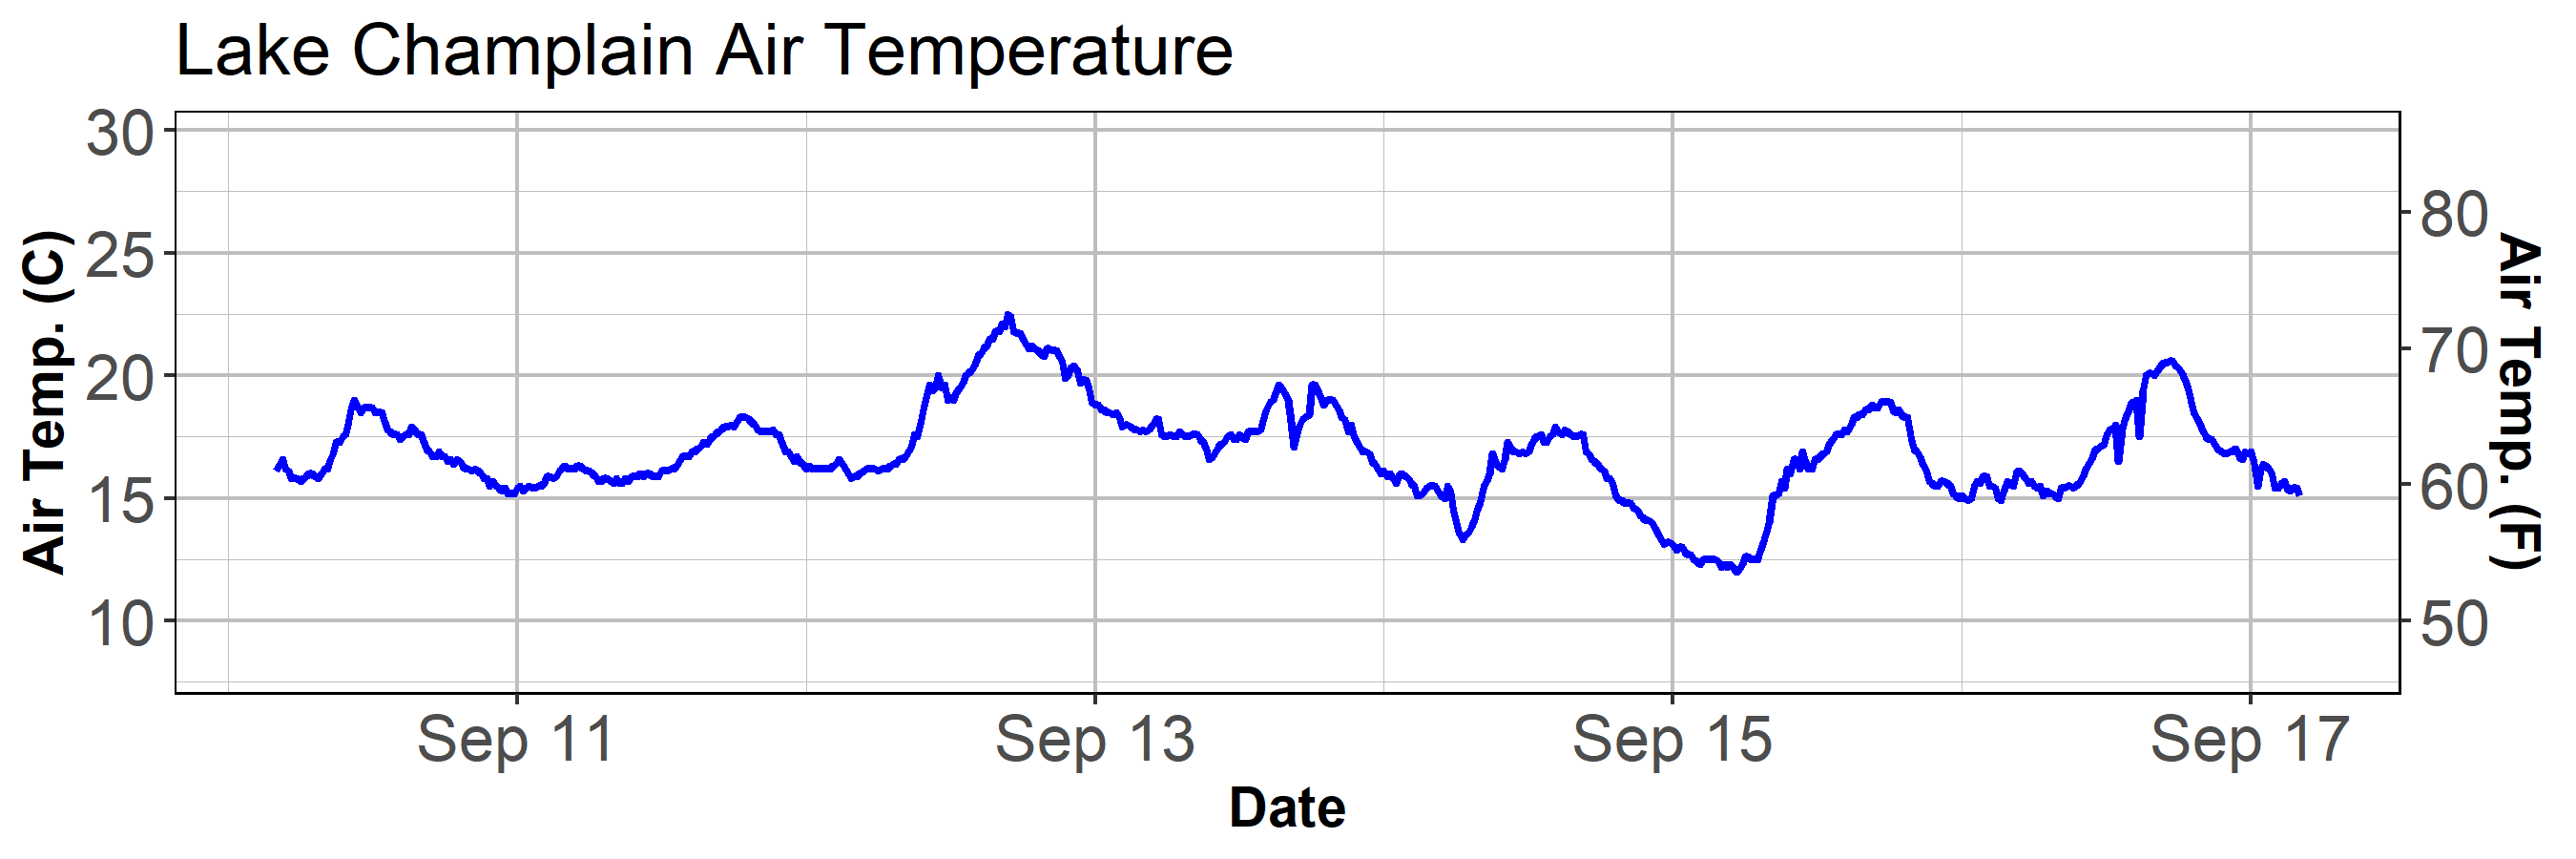 Lake Champlain Air Temperature
30
25
20
15
10
Air Temp. (C)
80
70
60
50
Air Temp. (F)
Sep 11
Sep 13
Sep 15
Sep 17
Date